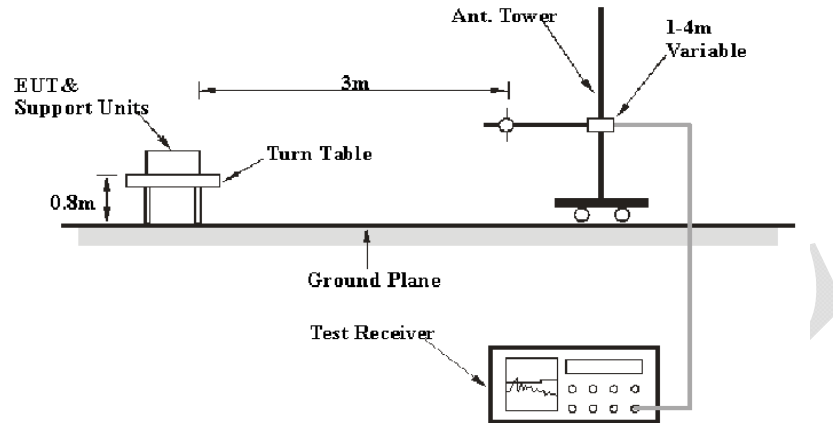 Ant. Tower
1-4m
Variable
EUT&
Support Units
3m
Turn Table
0.8m
Ground Plane
Test Receiver